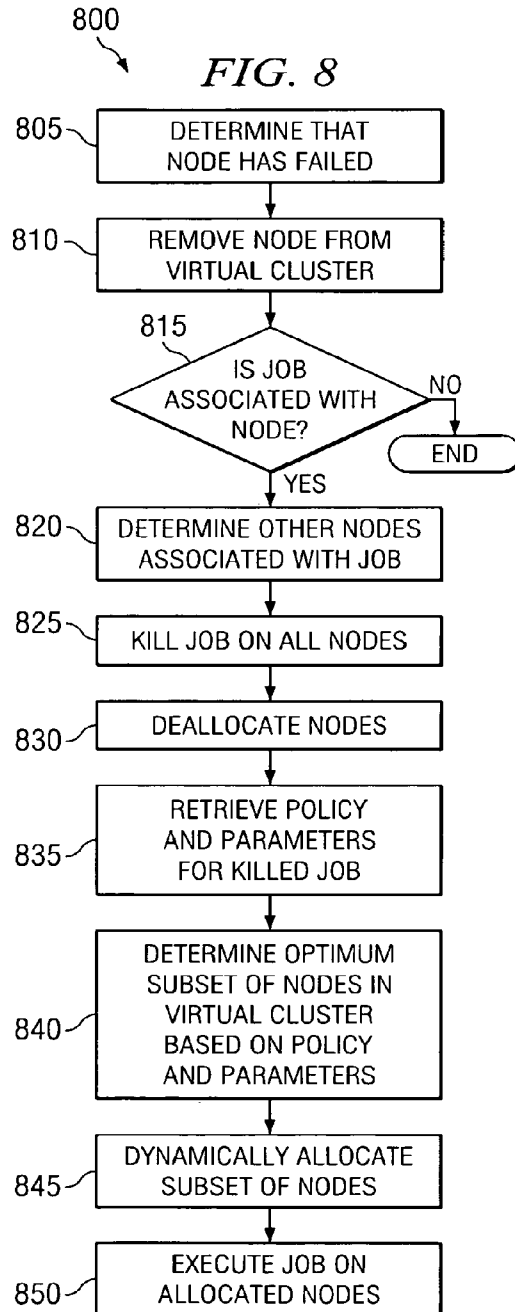 800
FIG. 8
805
DETERMINE THAT
NODE HAS FAILED
810
REMOVE NODE FROM
VIRTUAL CLUSTER
815
IS JOB
ASSOCIATED WITH
NODE?
NO
END
YES
820
DETERMINE OTHER NODES
ASSOCIATED WITH JOB
825
KILL JOB ON ALL NODES
830
DEALLOCATE NODES
835
RETRIEVE POLICY
AND PARAMETERS
FOR KILLED JOB
840
DETERMINE OPTIMUM
SUBSET OF NODES IN
VIRTUAL CLUSTER
BASED ON POLICY
AND PARAMETERS
845
DYNAMICALLY ALLOCATE
SUBSET OF NODES
850
EXECUTE JOB ON
ALLOCATED NODES